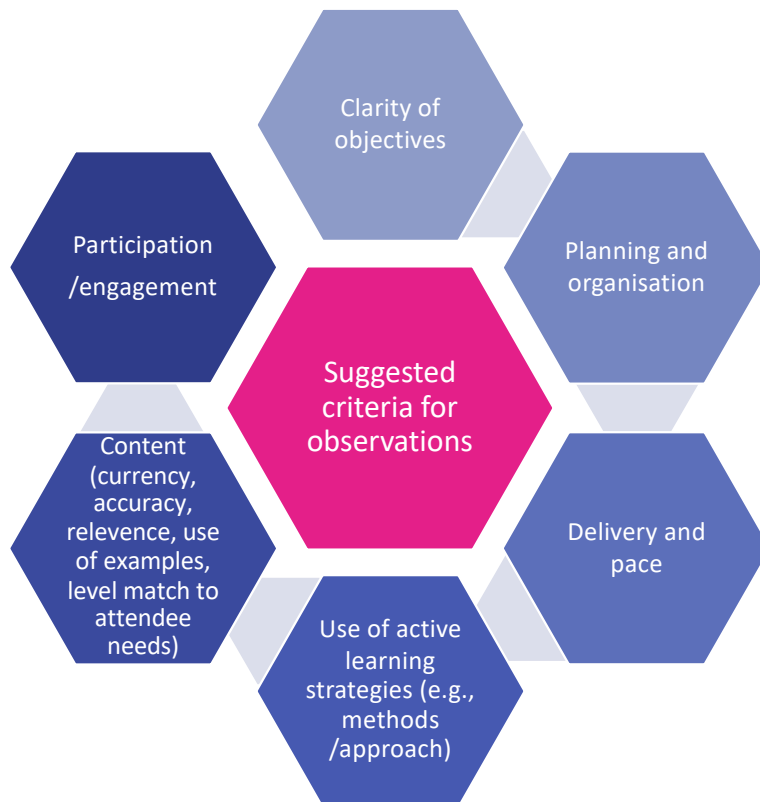 Clarity of
objectives
Planning and
organisation
Delivery and
pace
Use of active
learning
strategies (e.g.,
methods
/approach)
Content
(currency,
accuracy,
relevence, use
of examples,
level match to
attendee
needs)
Participation
/engagement
Suggested
criteria for
observations